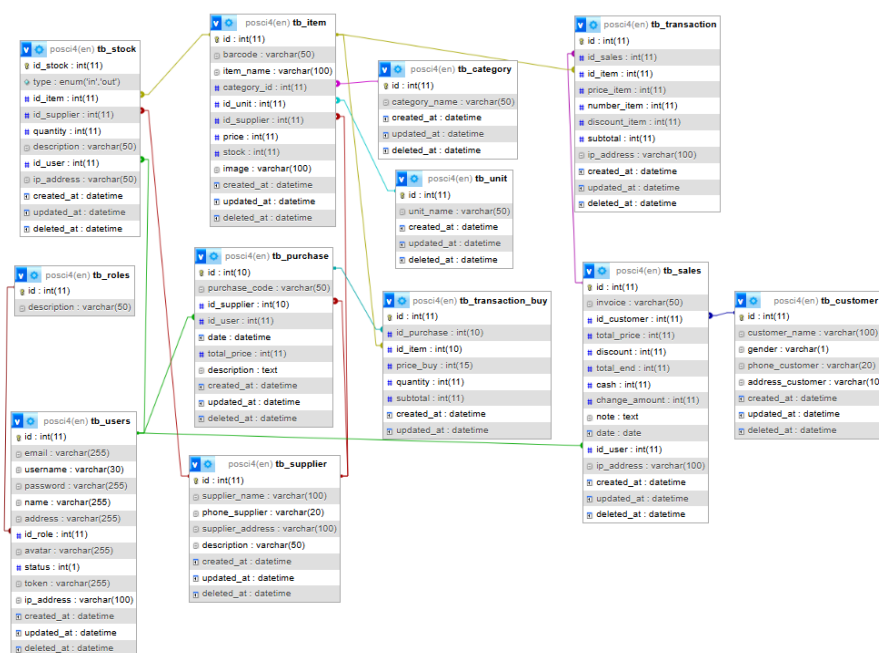 posci4(en) tb_stock
id_stock : int(11)
type : enum('in','out')
id_item : int(11)
id_supplier : int(11)
quantity : int(11)
description : varchar(50)
id_user : int(11)
ip_address : varchar(50)
created_at : datetime
updated_at : datetime
deleted_at : datetime
posci4(en) tb_item
id : int(11)
barcode : varchar(50)
item_name : varchar(100)
category_id : int(11)
id_unit : int(11)
id_supplier : int(11)
price : int(11)
stock : int(11)
image : varchar(100)
created_at : datetime
updated_at : datetime
deleted_at : datetime
posci4(en) tb_category
id : int(11)
category_name : varchar(50)
created_at : datetime
updated_at : datetime
deleted_at : datetime
posci4(en) tb_unit
id : int(11)
unit_name : varchar(50)
created_at : datetime
updated_at : datetime
deleted_at : datetime
posci4(en) tb_transaction
id : int(11)
id_sales : int(11)
id_item : int(11)
price_item : int(11)
number_item : int(11)
discount_item : int(11)
subtotal : int(11)
ip_address : varchar(100)
created_at : datetime
updated_at : datetime
deleted_at : datetime
posci4(en) tb_roles
id : int(11)
description : varchar(50)
posci4(en) tb_purchase
id : int(10)
purchase_code : varchar(50)
id_supplier : int(10)
id_user : int(11)
date : datetime
total_price : int(11)
description : text
created_at : datetime
updated_at : datetime
deleted_at : datetime
posci4(en) tb_transaction_buy
id : int(11)
id_purchase : int(10)
id_item : int(10)
price_buy : int(15)
quantity : int(11)
subtotal : int(11)
created_at : datetime
updated_at : datetime
posci4(en) tb_sales
id : int(11)
invoice : varchar(50)
id_customer : int(11)
total_price : int(11)
discount : int(11)
total_end : int(11)
cash : int(11)
change_amount : int(11)
note : text
date : date
id_user : int(11)
ip_address : varchar(100)
created_at : datetime
updated_at : datetime
deleted_at : datetime
posci4(en) tb_customer
id : int(11)
customer_name : varchar(100)
gender : varchar(1)
phone_customer : varchar(20)
address_customer : varchar(10
created_at : datetime
updated_at : datetime
deleted_at : datetime
posci4(en) tb_users
id : int(11)
email : varchar(255)
username : varchar(30)
password : varchar(255)
name : varchar(255)
address : varchar(255)
id_role : int(11)
avatar : varchar(255)
status : int(1)
token : varchar(255)
ip_address : varchar(100)
created_at : datetime
updated_at : datetime
deleted_at : datetime
posci4(en) tb_supplier
id : int(11)
supplier_name : varchar(100)
phone_supplier : varchar(20)
supplier_address : varchar(100)
description : varchar(50)
created_at : datetime
updated_at : datetime
deleted_at : datetime